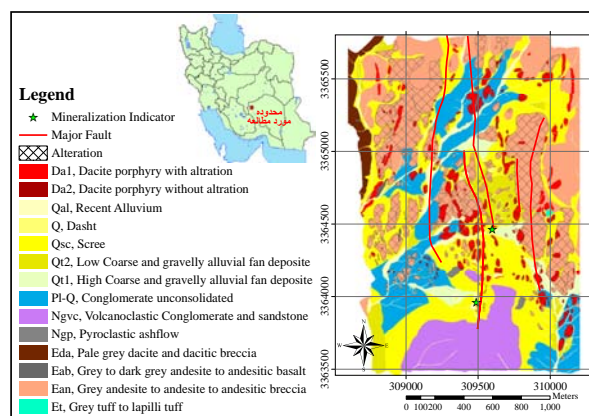 محدوده
مورد مطالعه
Legend
Mineralization Indicator
Major Fault
Alteration
Da1, Dacite porphyry with altration
Da2, Dacite porphyry without altration
Qal, Recent Alluvium
Q, Dasht
Qsc, Scree
Qt2, Low Coarse and gravelly alluvial fan deposite
Qt1, High Coarse and gravelly alluvial fan deposite
Pl-Q, Conglomerate unconsolidated
Ngvc, Volcanoclastic Conglomerate and sandstone
Ngp, Pyroclastic ashflow
Eda, Pale grey dacite and dacitic breccia
Eab, Grey to dark grey andesite to andesitic basalt
Ean, Grey andesite to andesite to andesitic breccia
Et, Grey tuff to lapilli tuff
3365500
3365000
3364500
3364000
3363500
N
W E
S
309000 309500 310000
Meters
0 100200 400 600 800 1,000